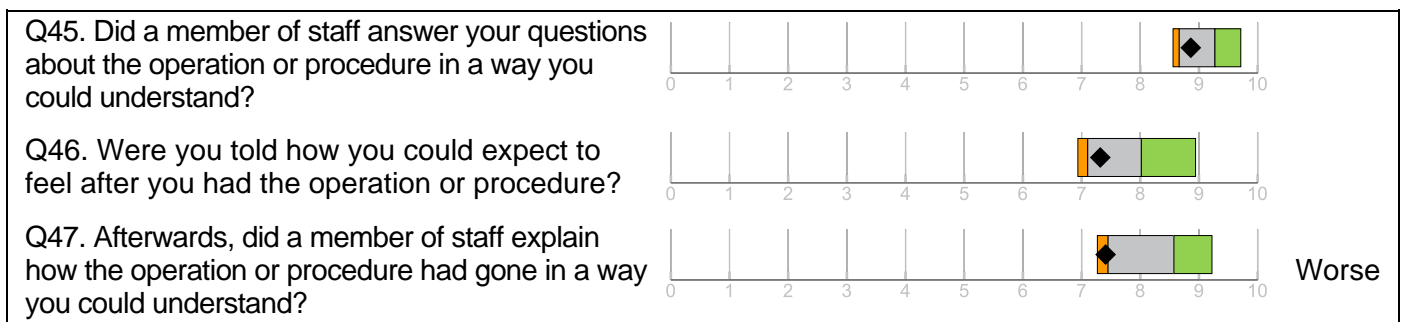 Q45. Did a member of staff answer your questions
about the operation or procedure in a way you
could understand?
0 1 2 3 4 5 6 7 8 9 10
Q46. Were you told how you could expect to
feel after you had the operation or procedure?
0 1 2 3 4 5 6 7 8 9 10
Q47. Afterwards, did a member of staff explain
how the operation or procedure had gone in a way
you could understand?
0 1 2 3 4 5 6 7 8 9 10
Worse